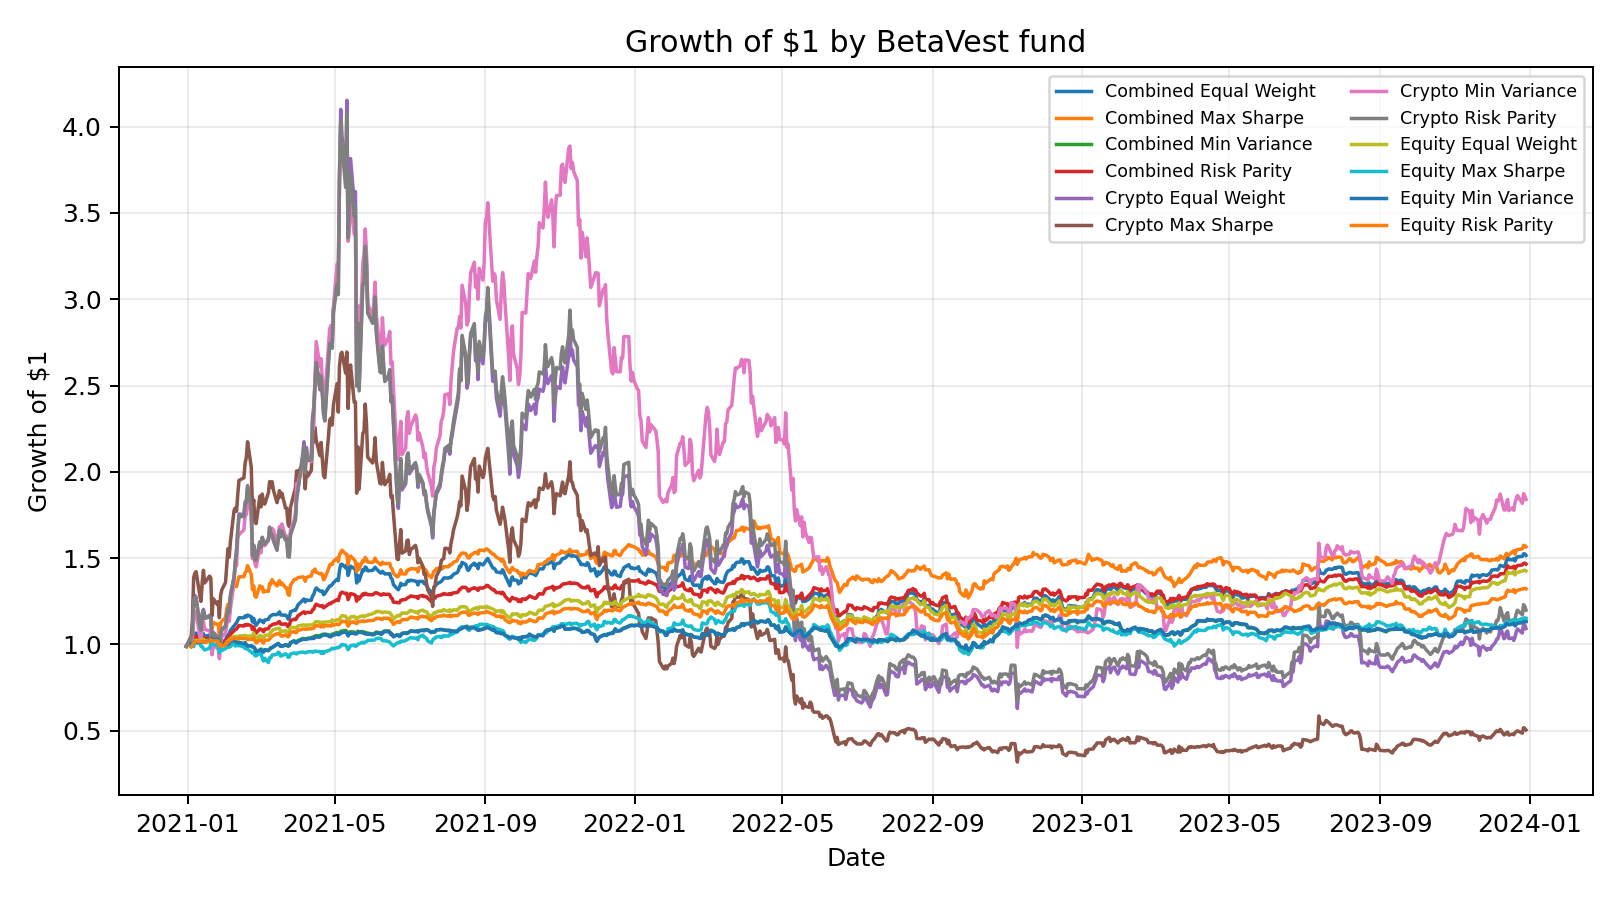 Growth of $1 by BetaVest fund
Combined Equal Weight
Combined Max Sharpe
Combined Min Variance
Combined Risk Parity
Crypto Equal Weight
Crypto Max Sharpe
Crypto Min Variance
Crypto Risk Parity
Equity Equal Weight
Equity Max Sharpe
Equity Min Variance
Equity Risk Parity
Growth of $1
4.0
3.5
3.0
2.5
2.0
1.5
1.0
0.5
2021-01 2021-05 2021-09 2022-01 2022-05 2022-09 2023-01 2023-05 2023-09 2024-01
Date